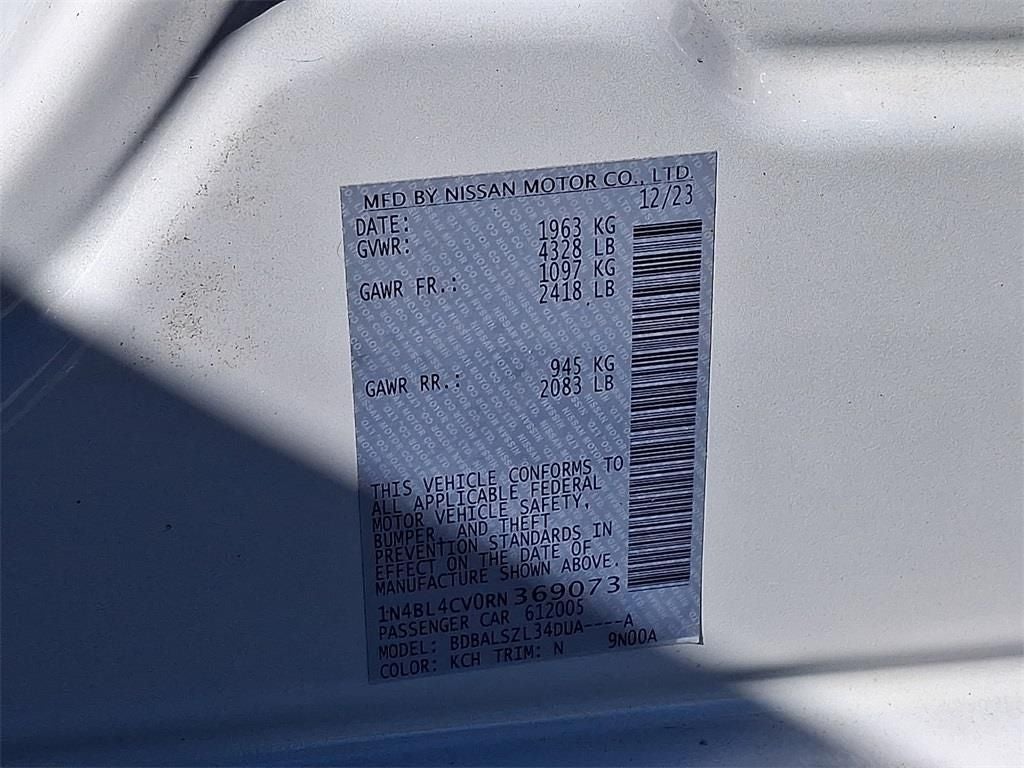 MFD BY NISSAN MOTOR CO., LTD.
DATE: 12/23
GVWR: 1963 KG
4328 LB
GAWR FR.: 1097 KG
2418 LB
GAWR RR.: 945 KG
2083 LB
THIS VEHICLE CONFORMS TO
ALL APPLICABLE FEDERAL
MOTOR VEHICLE SAFETY,
BUMPER, AND THEFT
PREVENTION STANDARDS IN
EFFECT ON THE DATE OF
MANUFACTURE SHOWN ABOVE.
1N4BL4CV0RN369073
PASSENGER CAR 612005
MODEL: BDBALSZL34DUA----A
COLOR: KCH TRIM: N 9N00A